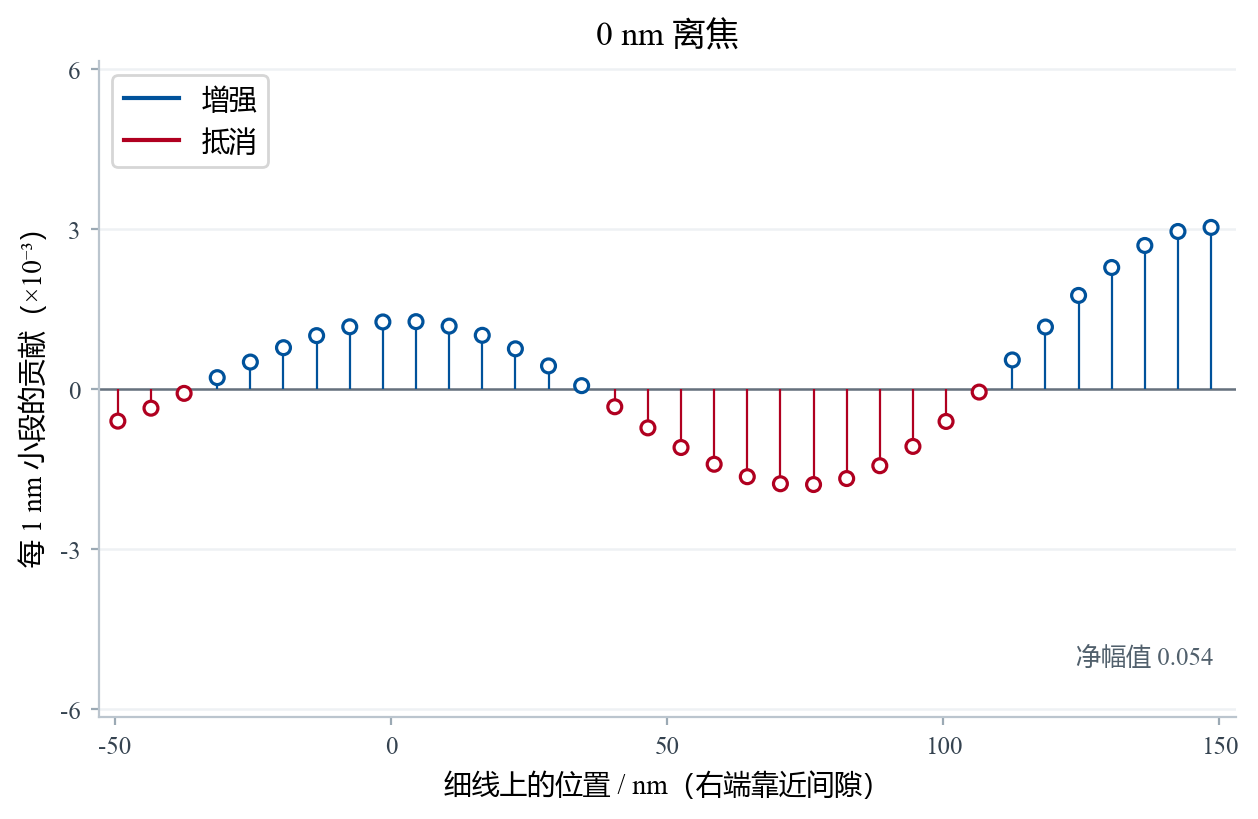 0 nm 离焦
增强
抵消
6
3
0
-3
-6
每 1 nm 小段的贡献（×10⁻³）
净幅值 0.054
-50
0
50
100
150
细线上的位置 / nm（右端靠近间隙）